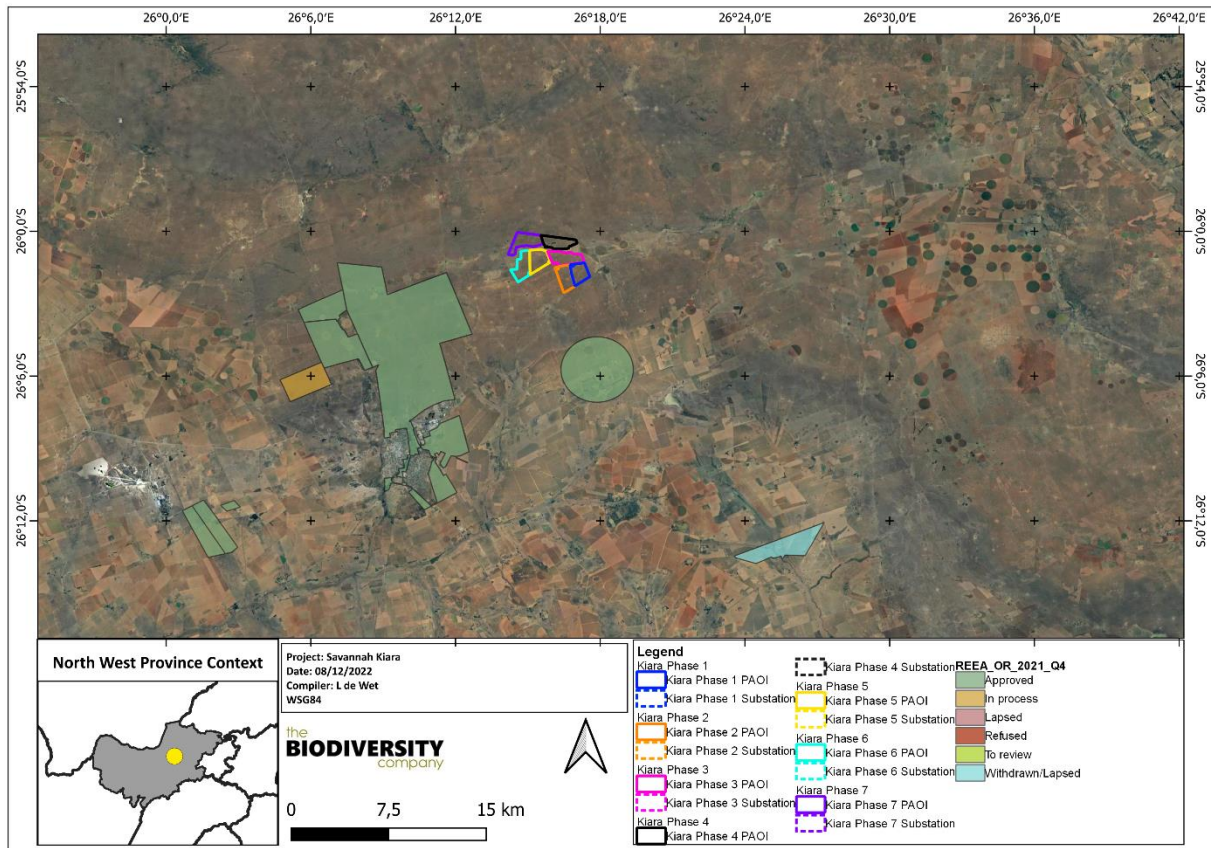 26°0,0'E 26°6,0'E 26°12,0'E 26°18,0'E 26°24,0'E 26°30,0'E 26°36,0'E 26°42,0'E
25°54,0'S 25°54,0'S
26°0,0'S 26°0,0'S
26°6,0'S 26°6,0'S
26°12,0'S 26°12,0'S
North West Province Context
Project: Savannah Kiara
Date: 08/12/2022
Compiler: L de Wet
WSG84
the
BIODIVERSITY
company
0 7,5 15 km
Legend
Kiara Phase 1
Kiara Phase 1 PAOI
Kiara Phase 1 Substation
Kiara Phase 2
Kiara Phase 2 PAOI
Kiara Phase 2 Substation
Kiara Phase 3
Kiara Phase 3 PAOI
Kiara Phase 3 Substation
Kiara Phase 4
Kiara Phase 4 PAOI
Kiara Phase 4 Substation
Kiara Phase 5
Kiara Phase 5 PAOI
Kiara Phase 5 Substation
Kiara Phase 6
Kiara Phase 6 PAOI
Kiara Phase 6 Substation
Kiara Phase 7
Kiara Phase 7 PAOI
Kiara Phase 7 Substation
REEA_OR_2021_Q4
Approved
In process
Lapsed
Refused
To review
Withdrawn/Lapsed